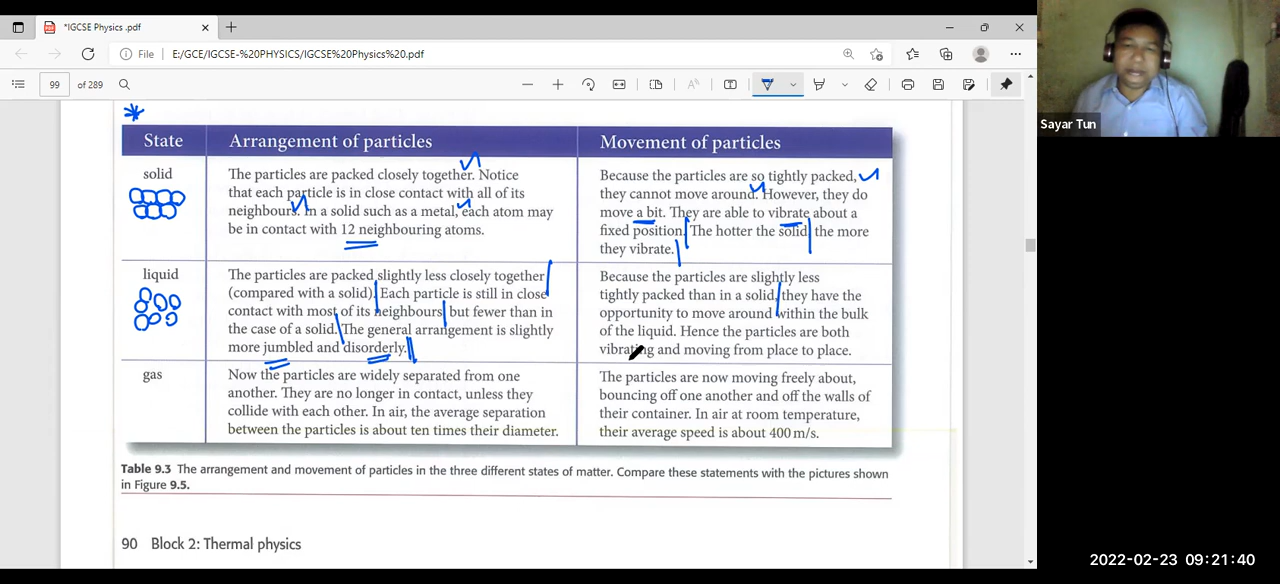 *IGCSE Physics .pdf
File
E:/GCE/IGCSE-%20PHYSICS/IGCSE%20Physics%20.pdf
99
of 289
State
Arrangement of particles
Movement of particles
solid
The particles are packed closely together. Notice
that each particle is in close contact with all of its
neighbours. In a solid such as a metal, each atom may
be in contact with 12 neighbouring atoms.
Because the particles are so tightly packed,
they cannot move around. However, they do
move a bit. They are able to vibrate about a
fixed position. The hotter the solid, the more
they vibrate.
liquid
The particles are packed slightly less closely together
(compared with a solid). Each particle is still in close
contact with most of its neighbours, but fewer than in
the case of a solid. The general arrangement is slightly
more jumbled and disorderly.
Because the particles are slightly less
tightly packed than in a solid, they have the
opportunity to move around within the bulk
of the liquid. Hence the particles are both
vibrating and moving from place to place.
gas
Now the particles are widely separated from one
another. They are no longer in contact, unless they
collide with each other. In air, the average separation
between the particles is about ten times their diameter.
The particles are now moving freely about,
bouncing off one another and off the walls of
their container. In air at room temperature,
their average speed is about 400 m/s.
Table 9.3 The arrangement and movement of particles in the three different states of matter. Compare these statements with the pictures shown
in Figure 9.5.
90 Block 2: Thermal physics
Sayar Tun
2022-02-23 09:21:40